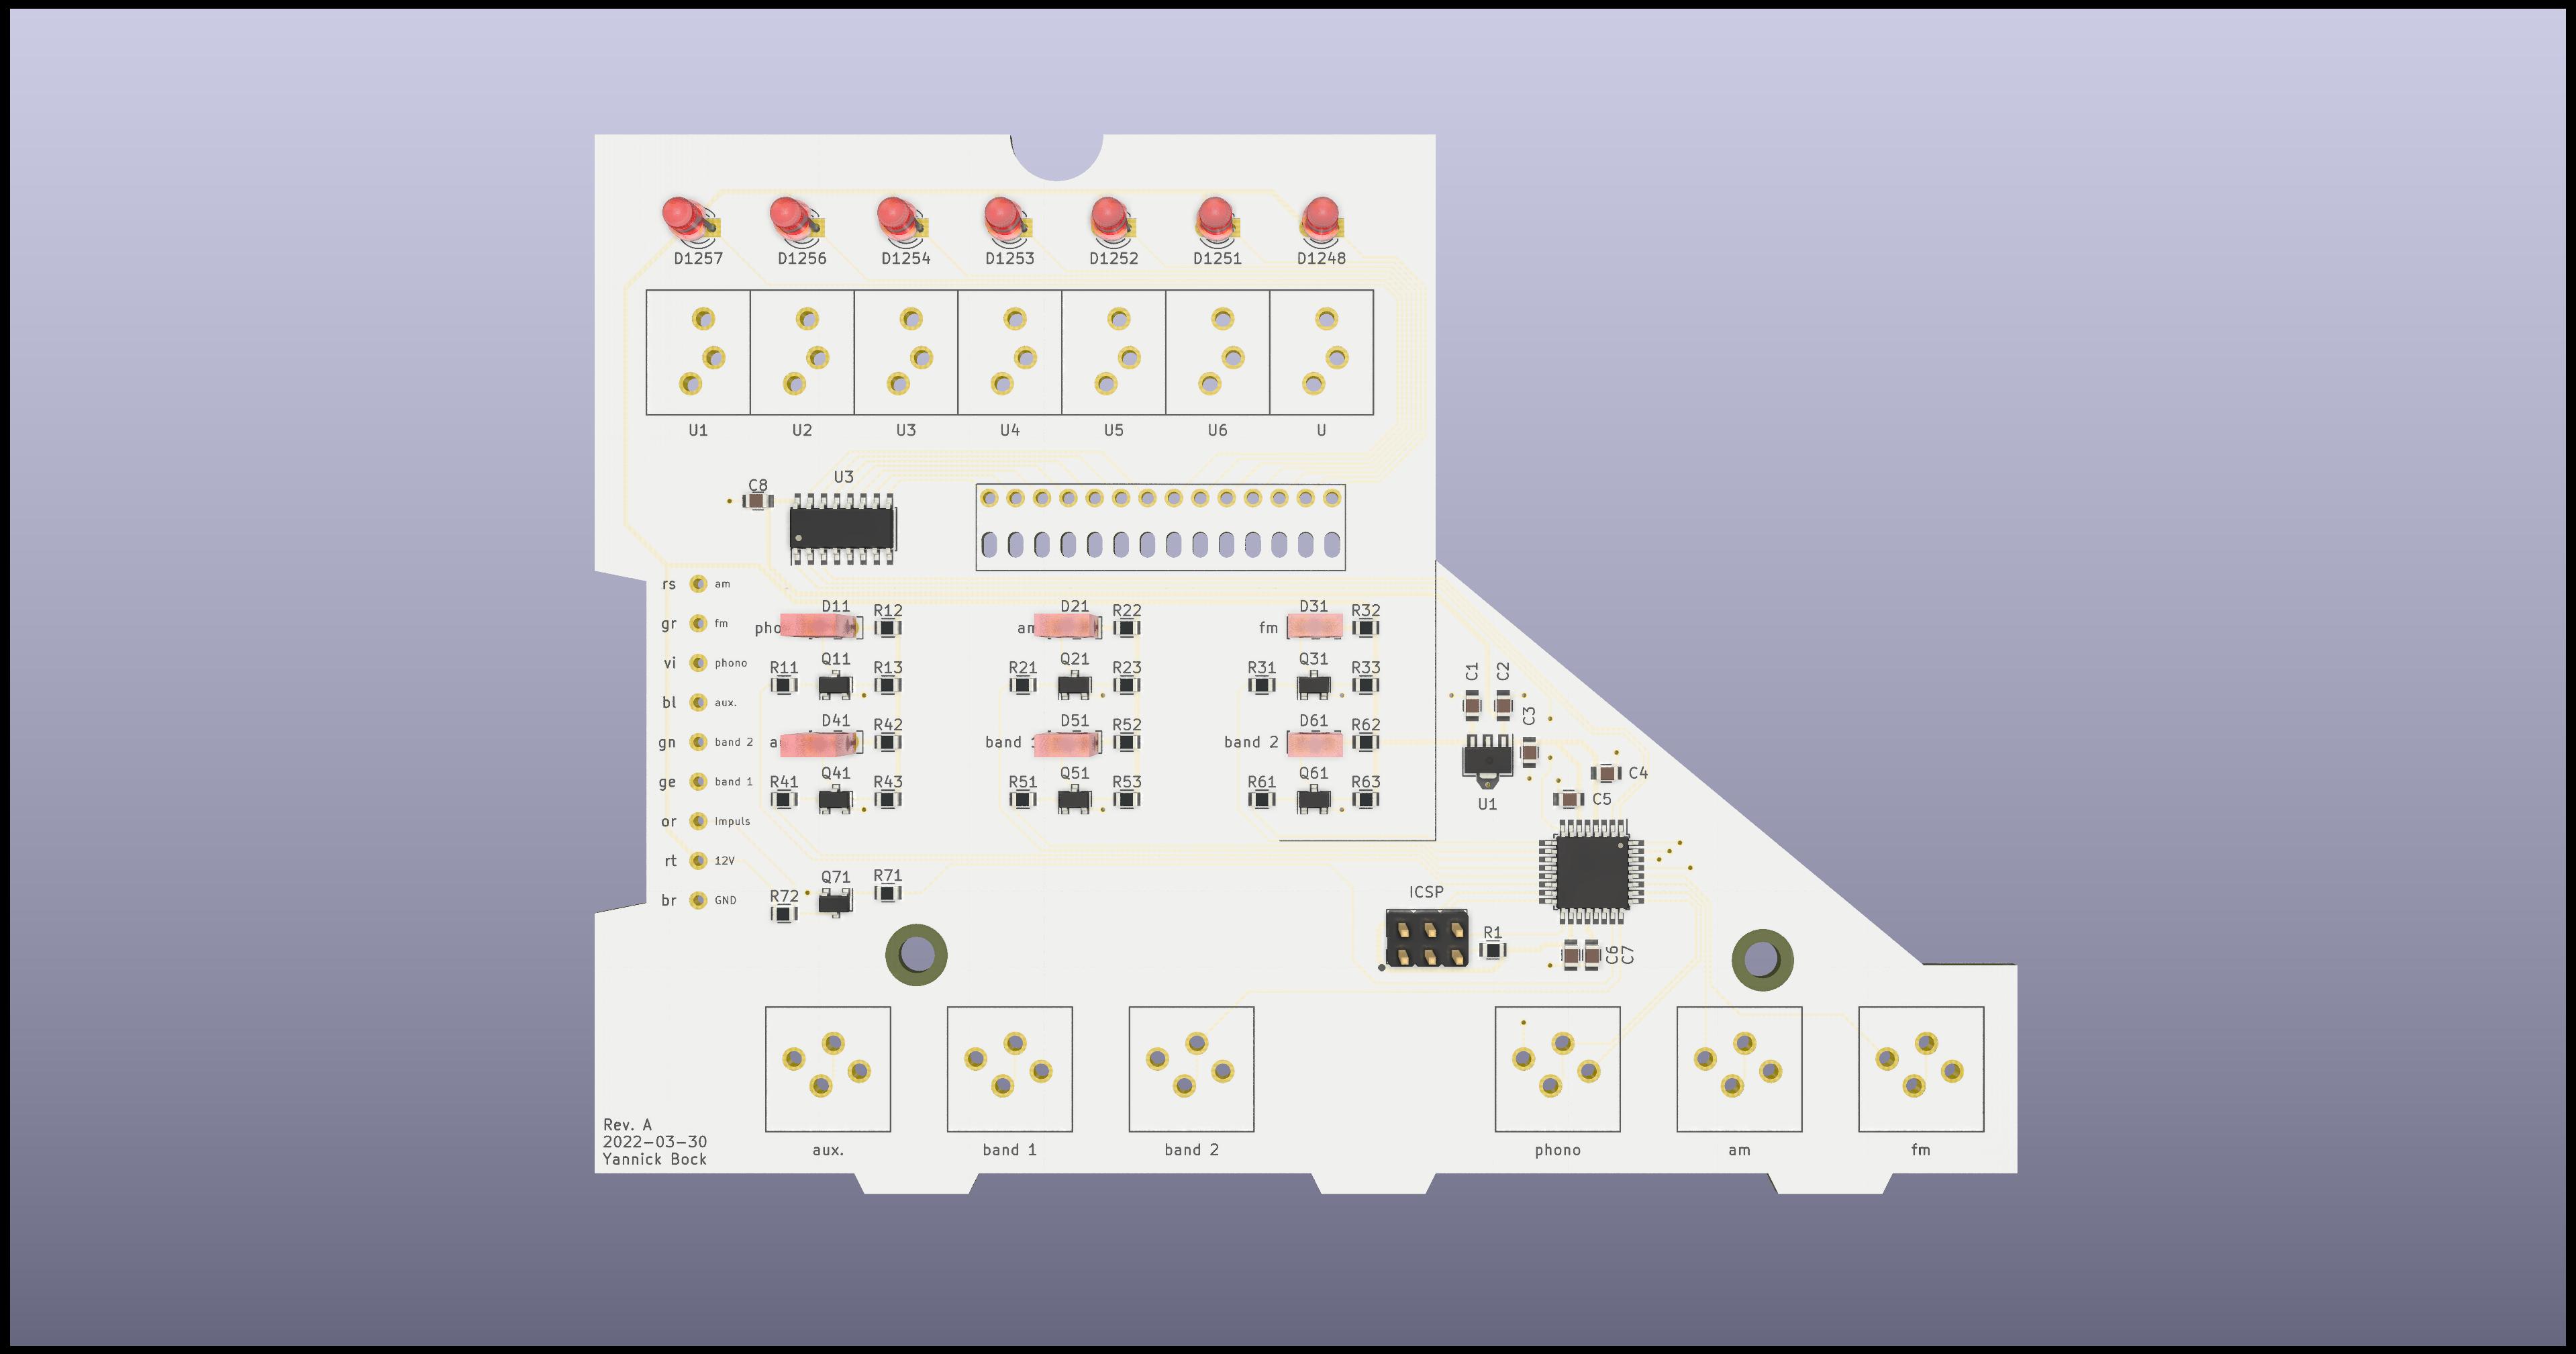 D1257 D1256 D1254 D1253 D1252 D1251 D1248
U1 U2 U3 U4 U5 U6 U
U3
C8
rs am
gr fm
vi phono
bl aux.
gn band 2
ge band 1
or Impuls
rt 12V
br GND
D11 R12 D21 R22 D31 R32
fm
Q11 Q21 Q31
R11 R13 R21 R23 R31 R33
C1 C2
C3
D41 R42 D51 R52 D61 R62
band band 2
Q41 Q51 Q61
R41 R43 R51 R53 R61 R63
C4
C5
U1
Q71 R71
R72
ICSP
R1
C6
C7
aux. band 1 band 2 phono am fm
Rev. A
2022-03-30
Yannick Bock